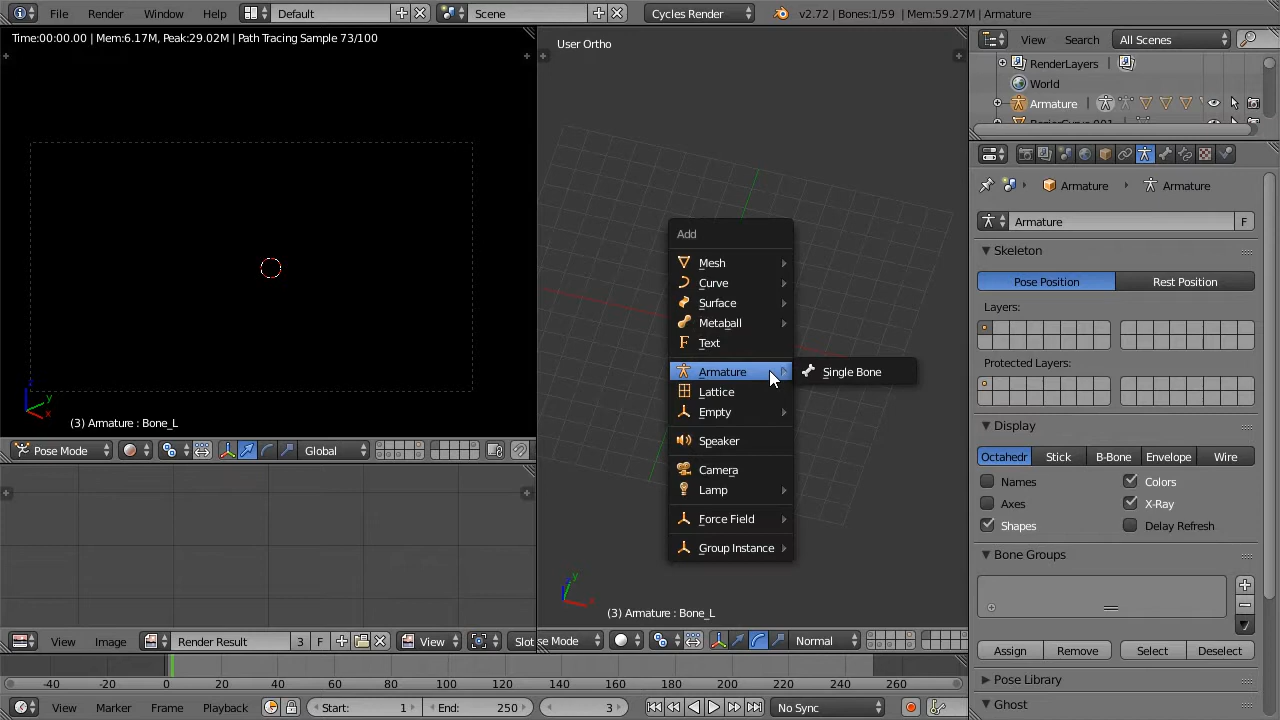 File Render Window Help Default Scene Cycles Render v2.72 | Bones:1/59 | Mem:59.27M | Armature
Time:00:00.00 | Mem:6.17M, Peak:29.02M | Path Tracing Sample 73/100
z
y
x
(3) Armature : Bone_L
Pose Mode Global
View Image Render Result 3 F View Slot
User Ortho
Add
Mesh
Curve
Surface
Metaball
Text
Armature Single Bone
Lattice
Empty
Speaker
Camera
Lamp
Force Field
Group Instance
y
x
(3) Armature : Bone_L
se Mode Normal
View Search All Scenes
RenderLayers
World
Armature
Armature Armature
Armature F
Skeleton
Pose Position Rest Position
Layers:
Protected Layers:
Display
Octahedr Stick B-Bone Envelope Wire
Names Colors
Axes X-Ray
Shapes Delay Refresh
Bone Groups
Assign Remove Select Deselect
Pose Library
Ghost
-40 -20 0 20 40 60 80 100 120 140 160 180 200 220 240 260
View Marker Frame Playback Start: 1 End: 250 3 No Sync